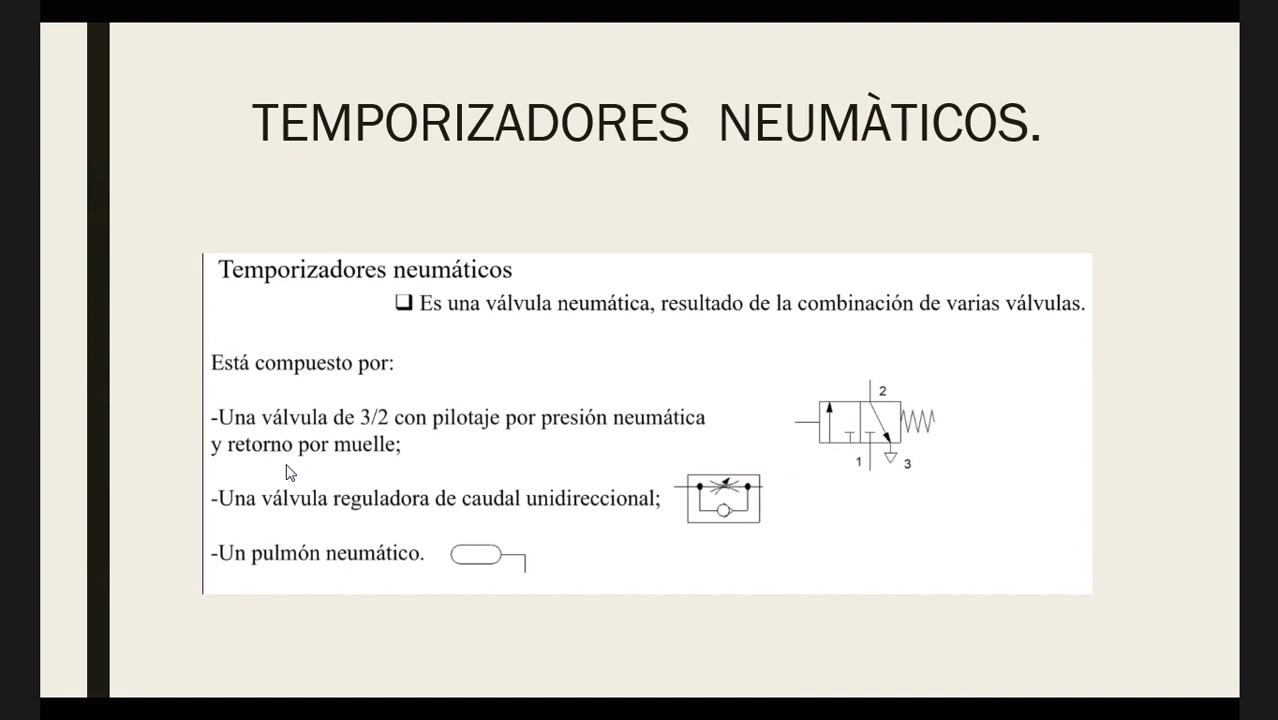 TEMPORIZADORES NEUMÀTICOS.
Temporizadores neumáticos
❑ Es una válvula neumática, resultado de la combinación de varias válvulas.
Está compuesto por:
-Una válvula de 3/2 con pilotaje por presión neumática
y retorno por muelle;
2
1
3
-Una válvula reguladora de caudal unidireccional;
-Un pulmón neumático.